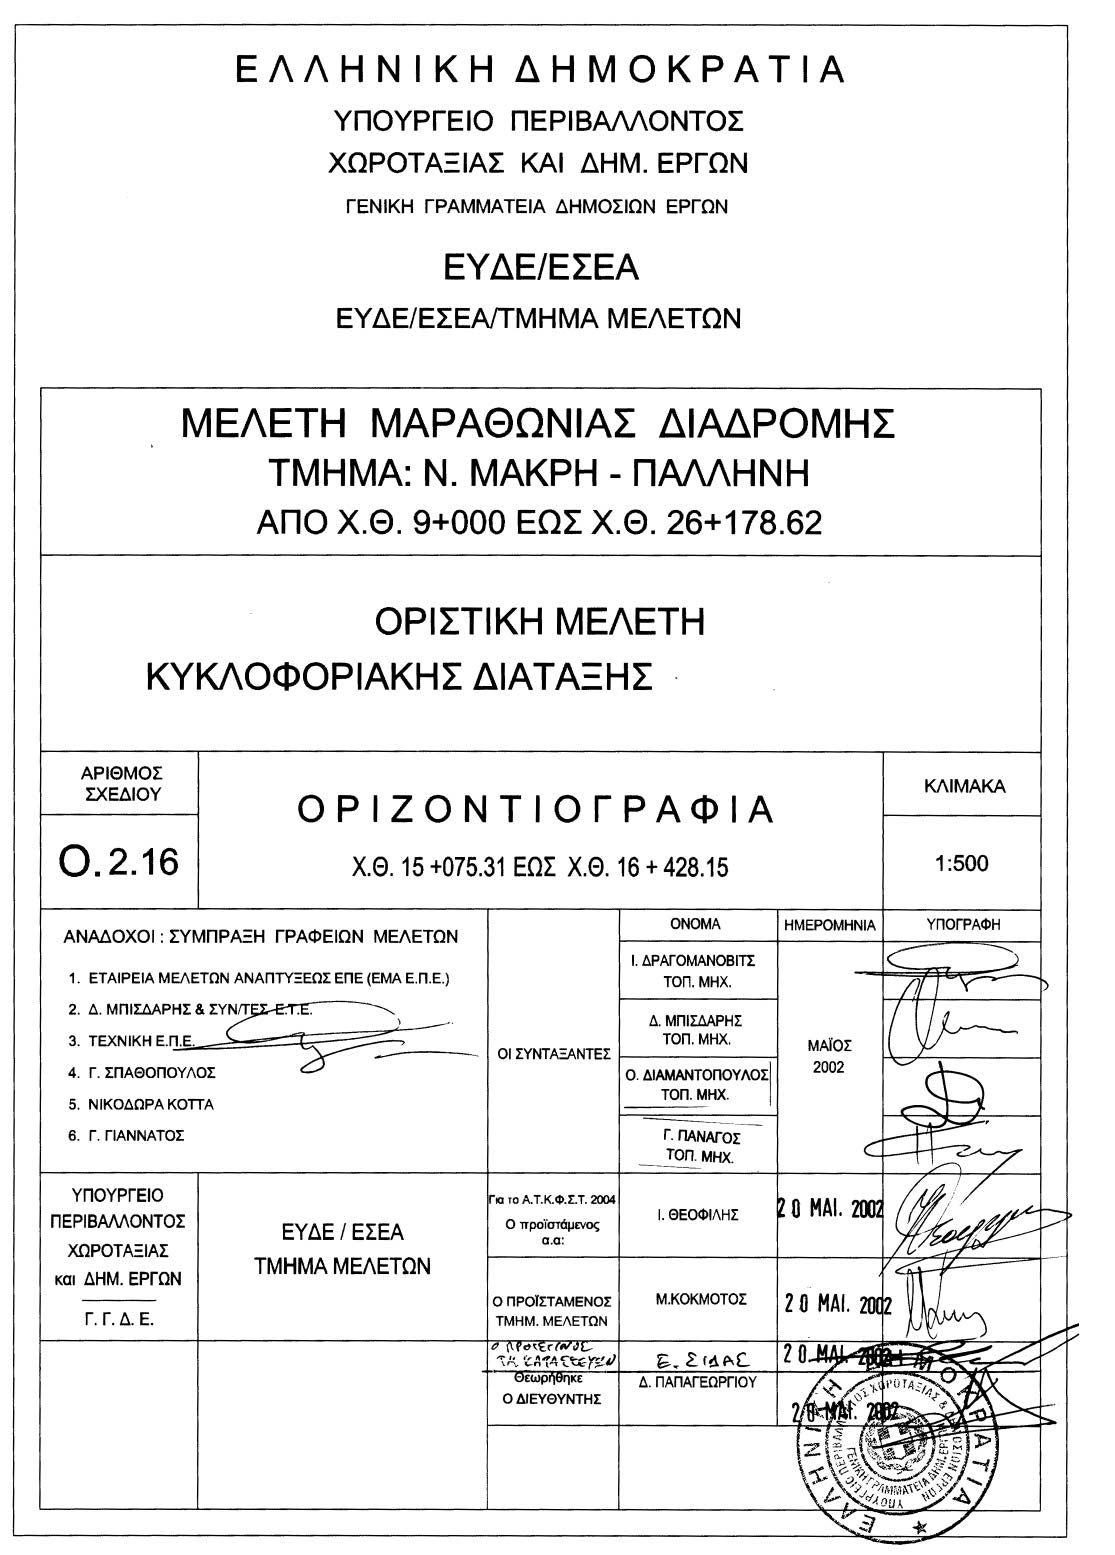 ΕΛΛΗΝΙΚΗ ΔΗΜΟΚΡΑΤΙΑ
ΥΠΟΥΡΓΕΙΟ ΠΕΡΙΒΑΛΛΟΝΤΟΣ
ΧΩΡΟΤΑΞΙΑΣ ΚΑΙ ΔΗΜ. ΕΡΓΩΝ
ΓΕΝΙΚΗ ΓΡΑΜΜΑΤΕΙΑ ΔΗΜΟΣΙΩΝ ΕΡΓΩΝ
ΕΥΔΕ/ΕΣΕΑ
ΕΥΔΕ/ΕΣΕΑ/ΤΜΗΜΑ ΜΕΛΕΤΩΝ
ΜΕΛΕΤΗ ΜΑΡΑΘΩΝΙΑΣ ΔΙΑΔΡΟΜΗΣ
ΤΜΗΜΑ: Ν. ΜΑΚΡΗ - ΠΑΛΛΗΝΗ
ΑΠΟ Χ.Θ. 9+000 ΕΩΣ Χ.Θ. 26+178.62
ΟΡΙΣΤΙΚΗ ΜΕΛΕΤΗ
ΚΥΚΛΟΦΟΡΙΑΚΗΣ ΔΙΑΤΑΞΗΣ
ΑΡΙΘΜΟΣ
ΣΧΕΔΙΟΥ
Ο.2.16
ΟΡΙΖΟΝΤΙΟΓΡΑΦΙΑ
Χ.Θ. 15 +075.31 ΕΩΣ Χ.Θ. 16 + 428.15
ΚΛΙΜΑΚΑ
1:500
ΑΝΑΔΟΧΟΙ : ΣΥΜΠΡΑΞΗ ΓΡΑΦΕΙΩΝ ΜΕΛΕΤΩΝ
1. ΕΤΑΙΡΕΙΑ ΜΕΛΕΤΩΝ ΑΝΑΠΤΥΞΕΩΣ ΕΠΕ (ΕΜΑ Ε.Π.Ε.)
2. Δ. ΜΠΙΣΔΑΡΗΣ & ΣΥΝ/ΤΕΣ Ε.Τ.Ε.
3. ΤΕΧΝΙΚΗ Ε.Π.Ε.
4. Γ. ΣΠΑΘΟΠΟΥΛΟΣ
5. ΝΙΚΟΔΩΡΑ ΚΟΤΤΑ
6. Γ. ΓΙΑΝΝΑΤΟΣ
ΟΙ ΣΥΝΤΑΞΑΝΤΕΣ
ΟΝΟΜΑ
ΗΜΕΡΟΜΗΝΙΑ
ΥΠΟΓΡΑΦΗ
Ι. ΔΡΑΓΟΜΑΝΟΒΙΤΣ
ΤΟΠ. ΜΗΧ.
Δ. ΜΠΙΣΔΑΡΗΣ
ΤΟΠ. ΜΗΧ.
Ο. ΔΙΑΜΑΝΤΟΠΟΥΛΟΣ
ΤΟΠ. ΜΗΧ.
Γ. ΠΑΝΑΓΟΣ
ΤΟΠ. ΜΗΧ.
ΜΑΪΟΣ
2002
ΥΠΟΥΡΓΕΙΟ
ΠΕΡΙΒΑΛΛΟΝΤΟΣ
ΧΩΡΟΤΑΞΙΑΣ
και ΔΗΜ. ΕΡΓΩΝ
Γ. Γ. Δ. Ε.
ΕΥΔΕ / ΕΣΕΑ
ΤΜΗΜΑ ΜΕΛΕΤΩΝ
Για το Α.Τ.Κ.Φ.Σ.Τ. 2004
Ο προϊστάμενος
α.α:
Ι. ΘΕΟΦΙΛΗΣ
20 ΜΑΙ. 2002
Ο ΠΡΟΪΣΤΑΜΕΝΟΣ
ΤΜΗΜ. ΜΕΛΕΤΩΝ
Μ.ΚΟΚΜΟΤΟΣ
20 ΜΑΙ. 2002
Ε. ΣΙΔΑΣ
20 ΜΑΙ. 2002
Θεωρήθηκε
Ο ΔΙΕΥΘΥΝΤΗΣ
Δ. ΠΑΠΑΓΕΩΡΓΙΟΥ
20 ΜΑΙ. 2002
ΕΛΛΗΝΙΚΗ ΔΗΜΟΚΡΑΤΙΑ